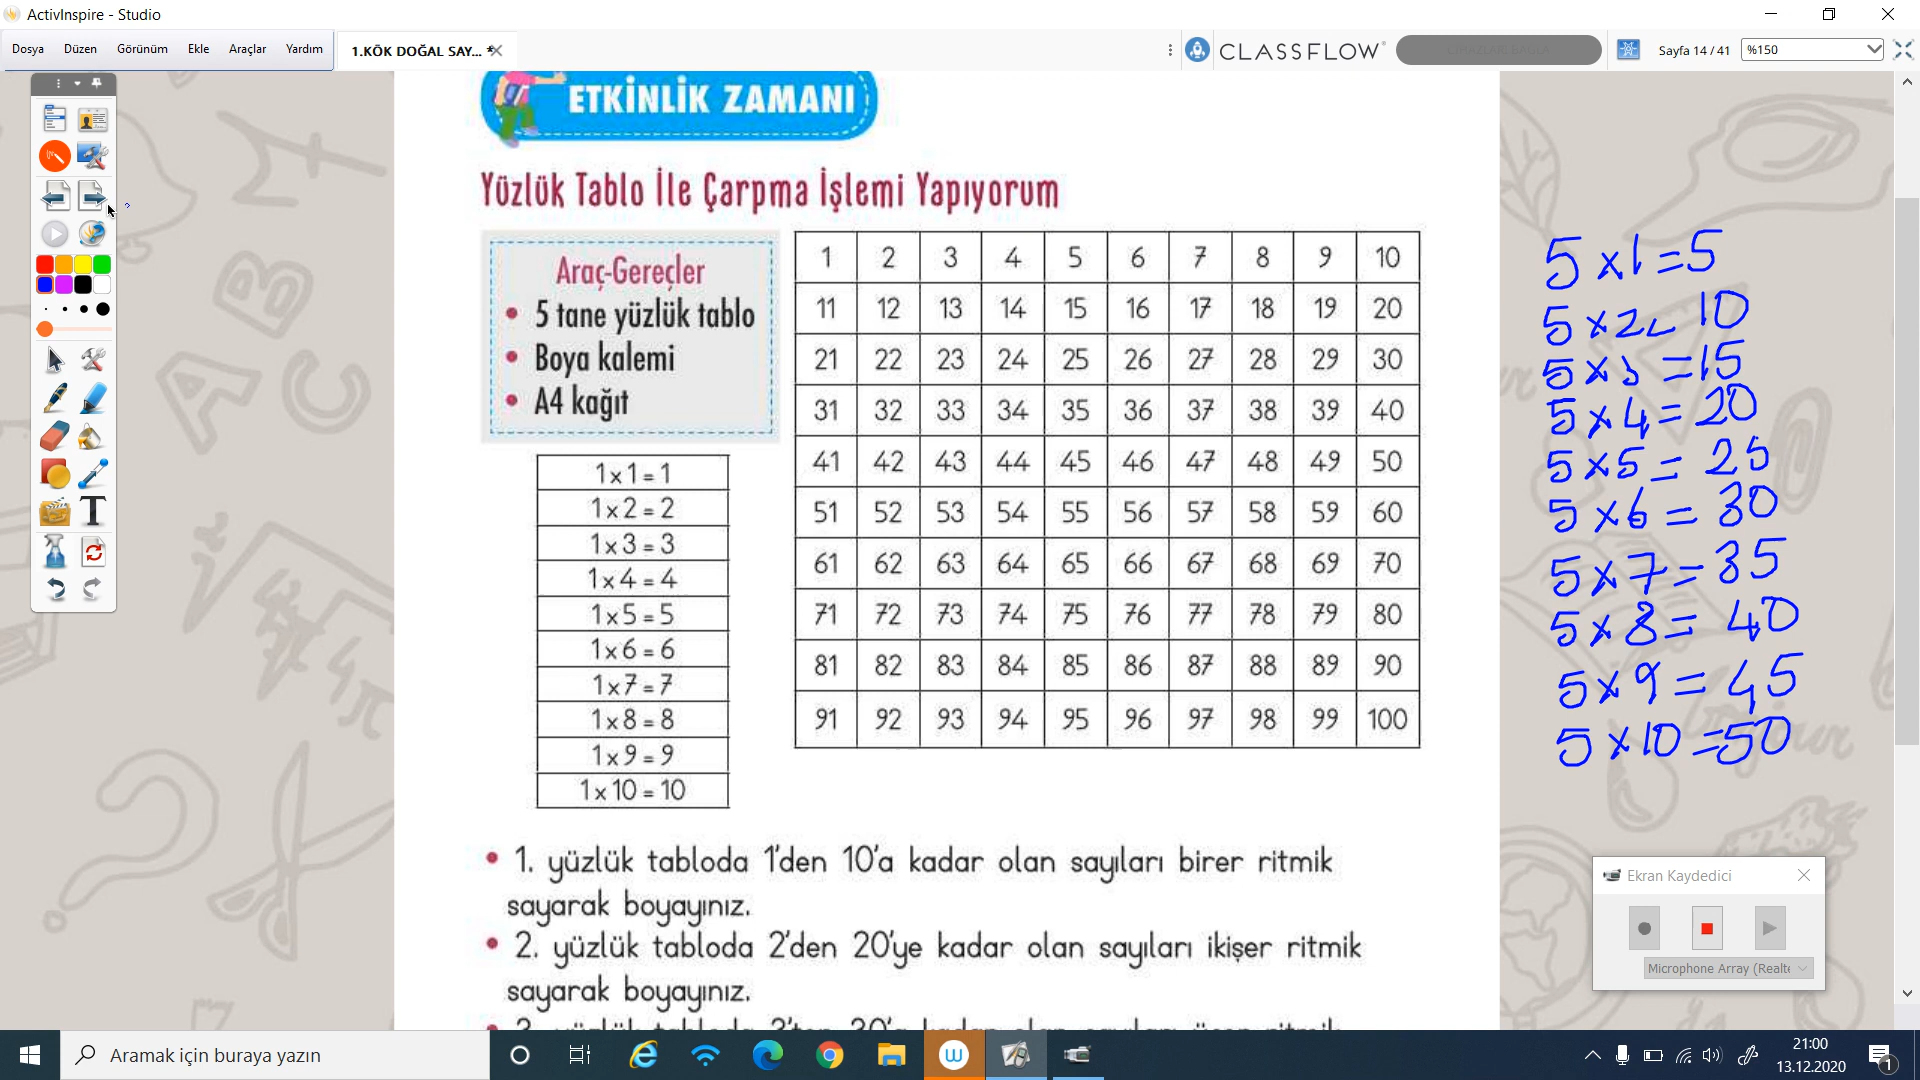 ActivInspire - Studio
Dosya Düzen Görünüm Ekle Araçlar Yardım
1.KÖK DOĞAL SAY... *
CLASSFLOW
Sayfa 14 / 41
%150
ETKİNLİK ZAMANI
Yüzlük Tablo İle Çarpma İşlemi Yapıyorum
Araç-Gereçler
• 5 tane yüzlük tablo
• Boya kalemi
• A4 kağıt
1 x 1 = 1
1 x 2 = 2
1 x 3 = 3
1 x 4 = 4
1 x 5 = 5
1 x 6 = 6
1 x 7 = 7
1 x 8 = 8
1 x 9 = 9
1 x 10 = 10
1 2 3 4 5 6 7 8 9 10
11 12 13 14 15 16 17 18 19 20
21 22 23 24 25 26 27 28 29 30
31 32 33 34 35 36 37 38 39 40
41 42 43 44 45 46 47 48 49 50
51 52 53 54 55 56 57 58 59 60
61 62 63 64 65 66 67 68 69 70
71 72 73 74 75 76 77 78 79 80
81 82 83 84 85 86 87 88 89 90
91 92 93 94 95 96 97 98 99 100
5 x 1 = 5
5 x 2 = 10
5 x 3 = 15
5 x 4 = 20
5 x 5 = 25
5 x 6 = 30
5 x 7 = 35
5 x 8 = 40
5 x 9 = 45
5 x 10 = 50
• 1. yüzlük tabloda 1'den 10'a kadar olan sayıları birer ritmik
sayarak boyayınız.
• 2. yüzlük tabloda 2'den 20'ye kadar olan sayıları ikişer ritmik
sayarak boyayınız.
• 3. yüzlük tabloda 3'ten 30'a kadar olan sayıları üçer ritmik
Ekran Kaydedici
Microphone Array (Realte
Aramak için buraya yazın
21:00
13.12.2020
1